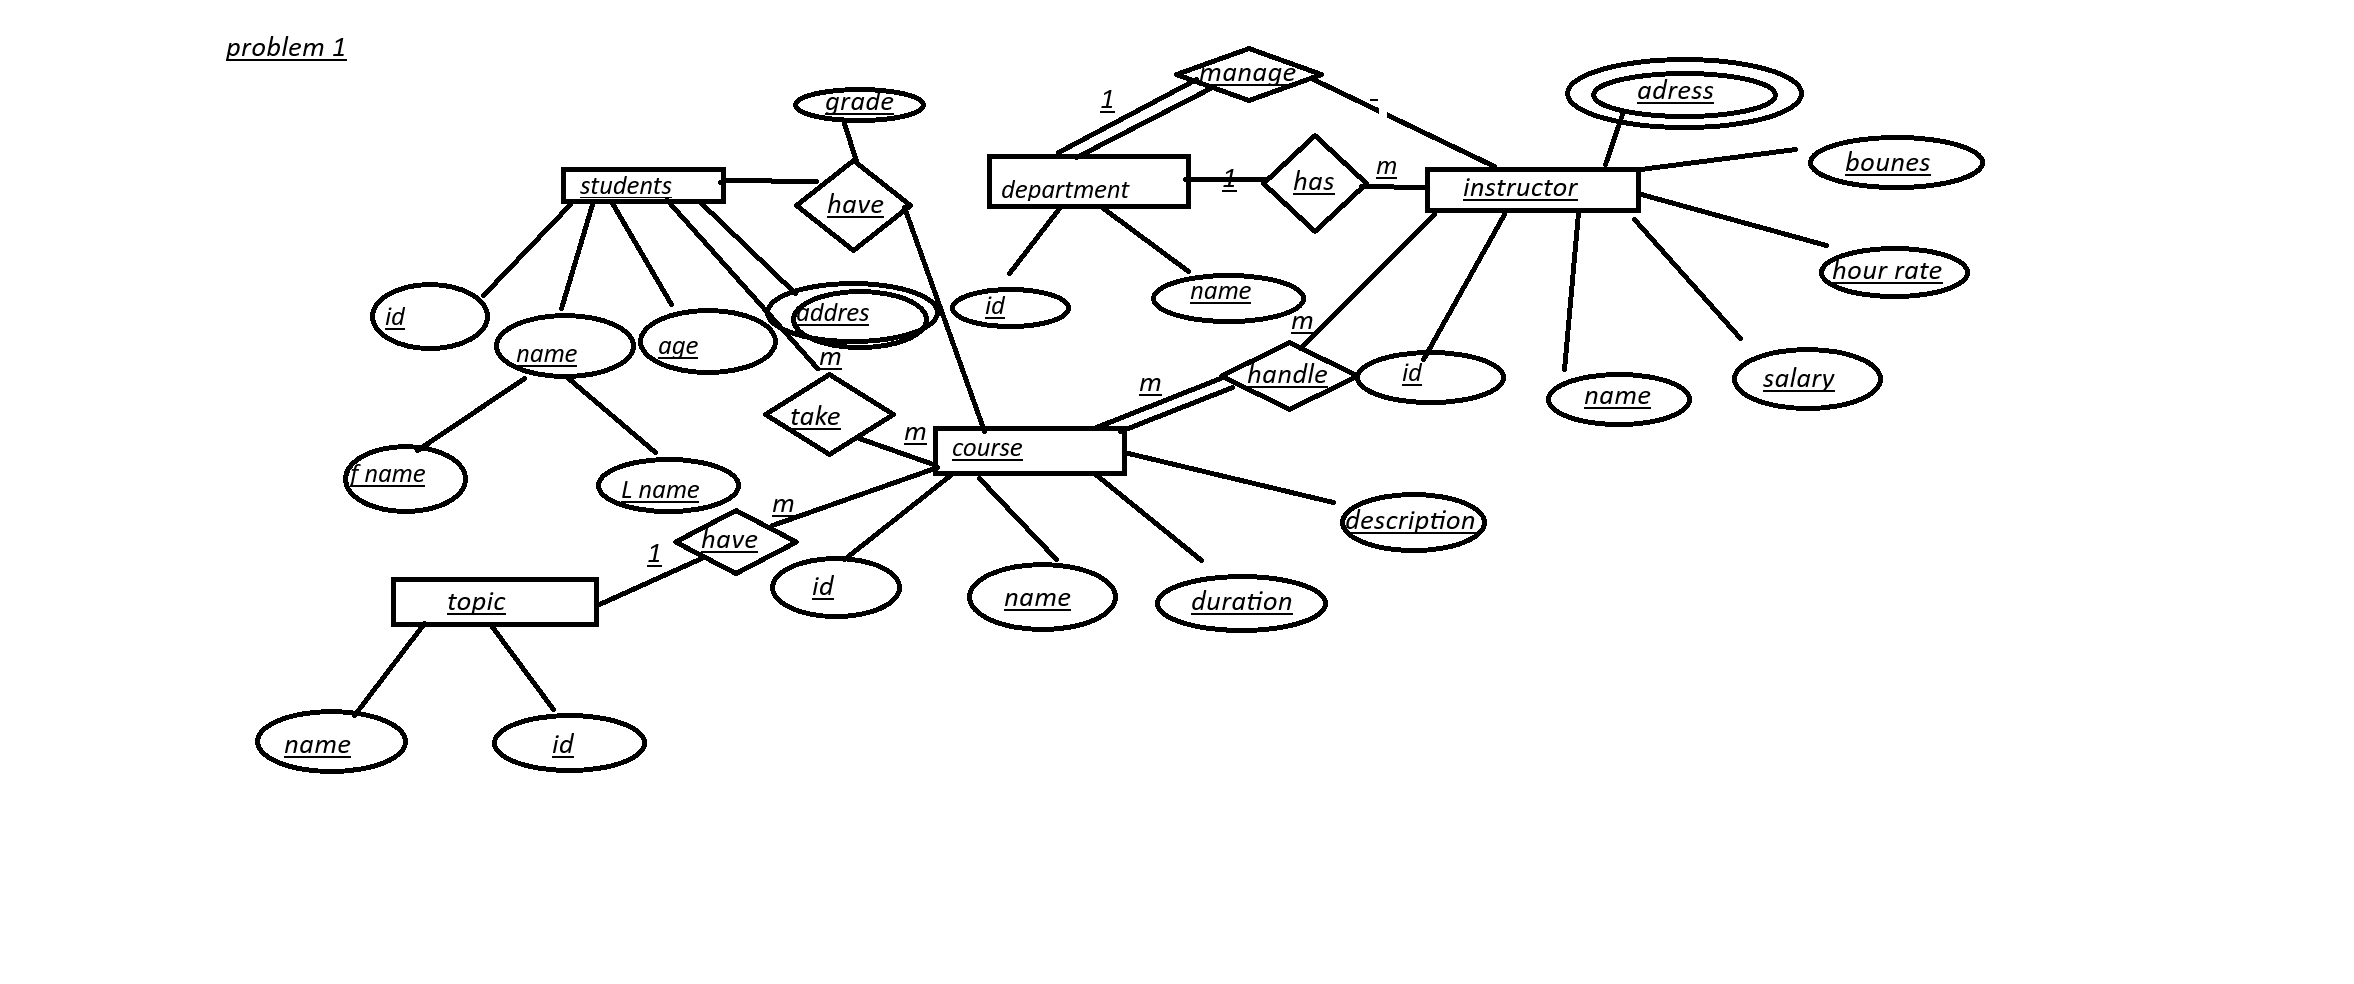 problem 1
manage
adress
grade
1
-
bounes
students
department
1
has
m
instructor
have
hour rate
id
name
age
addres
id
name
m
m
handle
id
name
salary
m
take
m
course
f name
L name
m
have
1
description
topic
id
name
duration
name
id